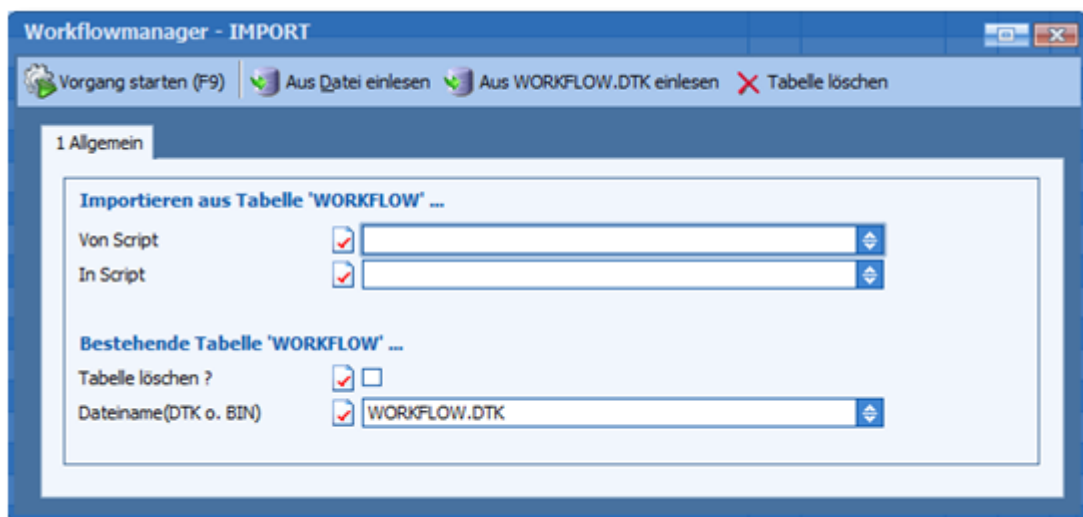 Workflowmanager - IMPORT
Vorgang starten (F9) Aus Datei einlesen Aus WORKFLOW.DTK einlesen Tabelle löschen
1 Allgemein
Importieren aus Tabelle 'WORKFLOW' ...
Von Script
In Script
Bestehende Tabelle 'WORKFLOW' ...
Tabelle löschen ?
Dateiname(DTK o. BIN) WORKFLOW.DTK